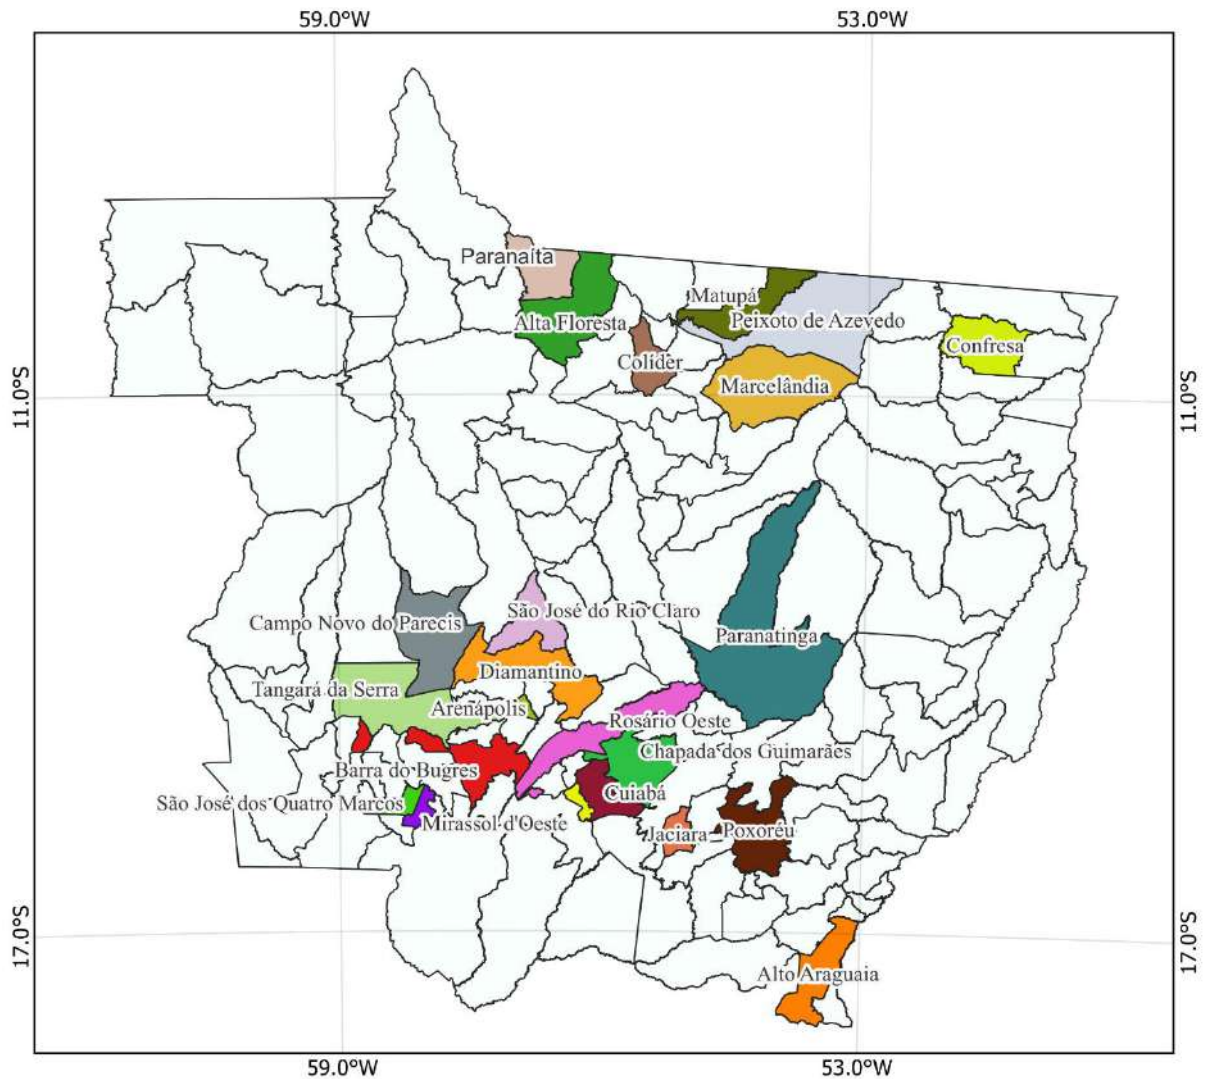 59.0°W
53.0°W
Paranaíta
Matupá
Alta Floresta
Peixoto de Azevedo
Confresa
Colíder
Marcelândia
11.0°S
11.0°S
São José do Rio Claro
Campo Novo do Parecis
Paranatinga
Diamantino
Tangará da Serra
Arenápolis
Rosário Oeste
Chapada dos Guimarães
Barra do Bugres
Cuiabá
São José dos Quatro Marcos
Mirassol d'Oeste
Jaciara
Poxoréu
17.0°S
17.0°S
Alto Araguaia
59.0°W
53.0°W